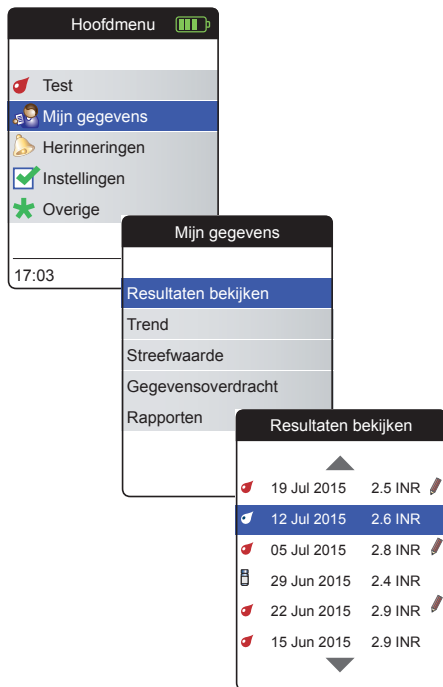 Hoofdmenu
Test
Mijn gegevens
Herinneringen
Instellingen
Overige
17:03
Mijn gegevens
Resultaten bekijken
Trend
Streefwaarde
Gegevensoverdracht
Rapporten
Resultaten bekijken
19 Jul 2015 2.5 INR
12 Jul 2015 2.6 INR
05 Jul 2015 2.8 INR
29 Jun 2015 2.4 INR
22 Jun 2015 2.9 INR
15 Jun 2015 2.9 INR